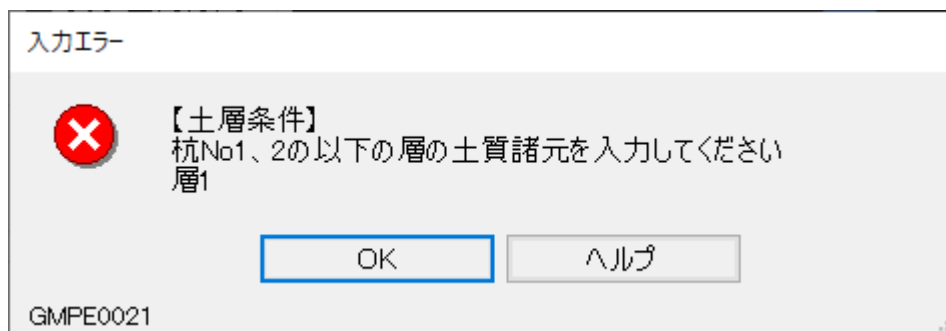 入力エラー
【土層条件】
杭No1、2の以下の層の土質諸元を入力してください
層1
OK
ヘルプ
GMPE0021